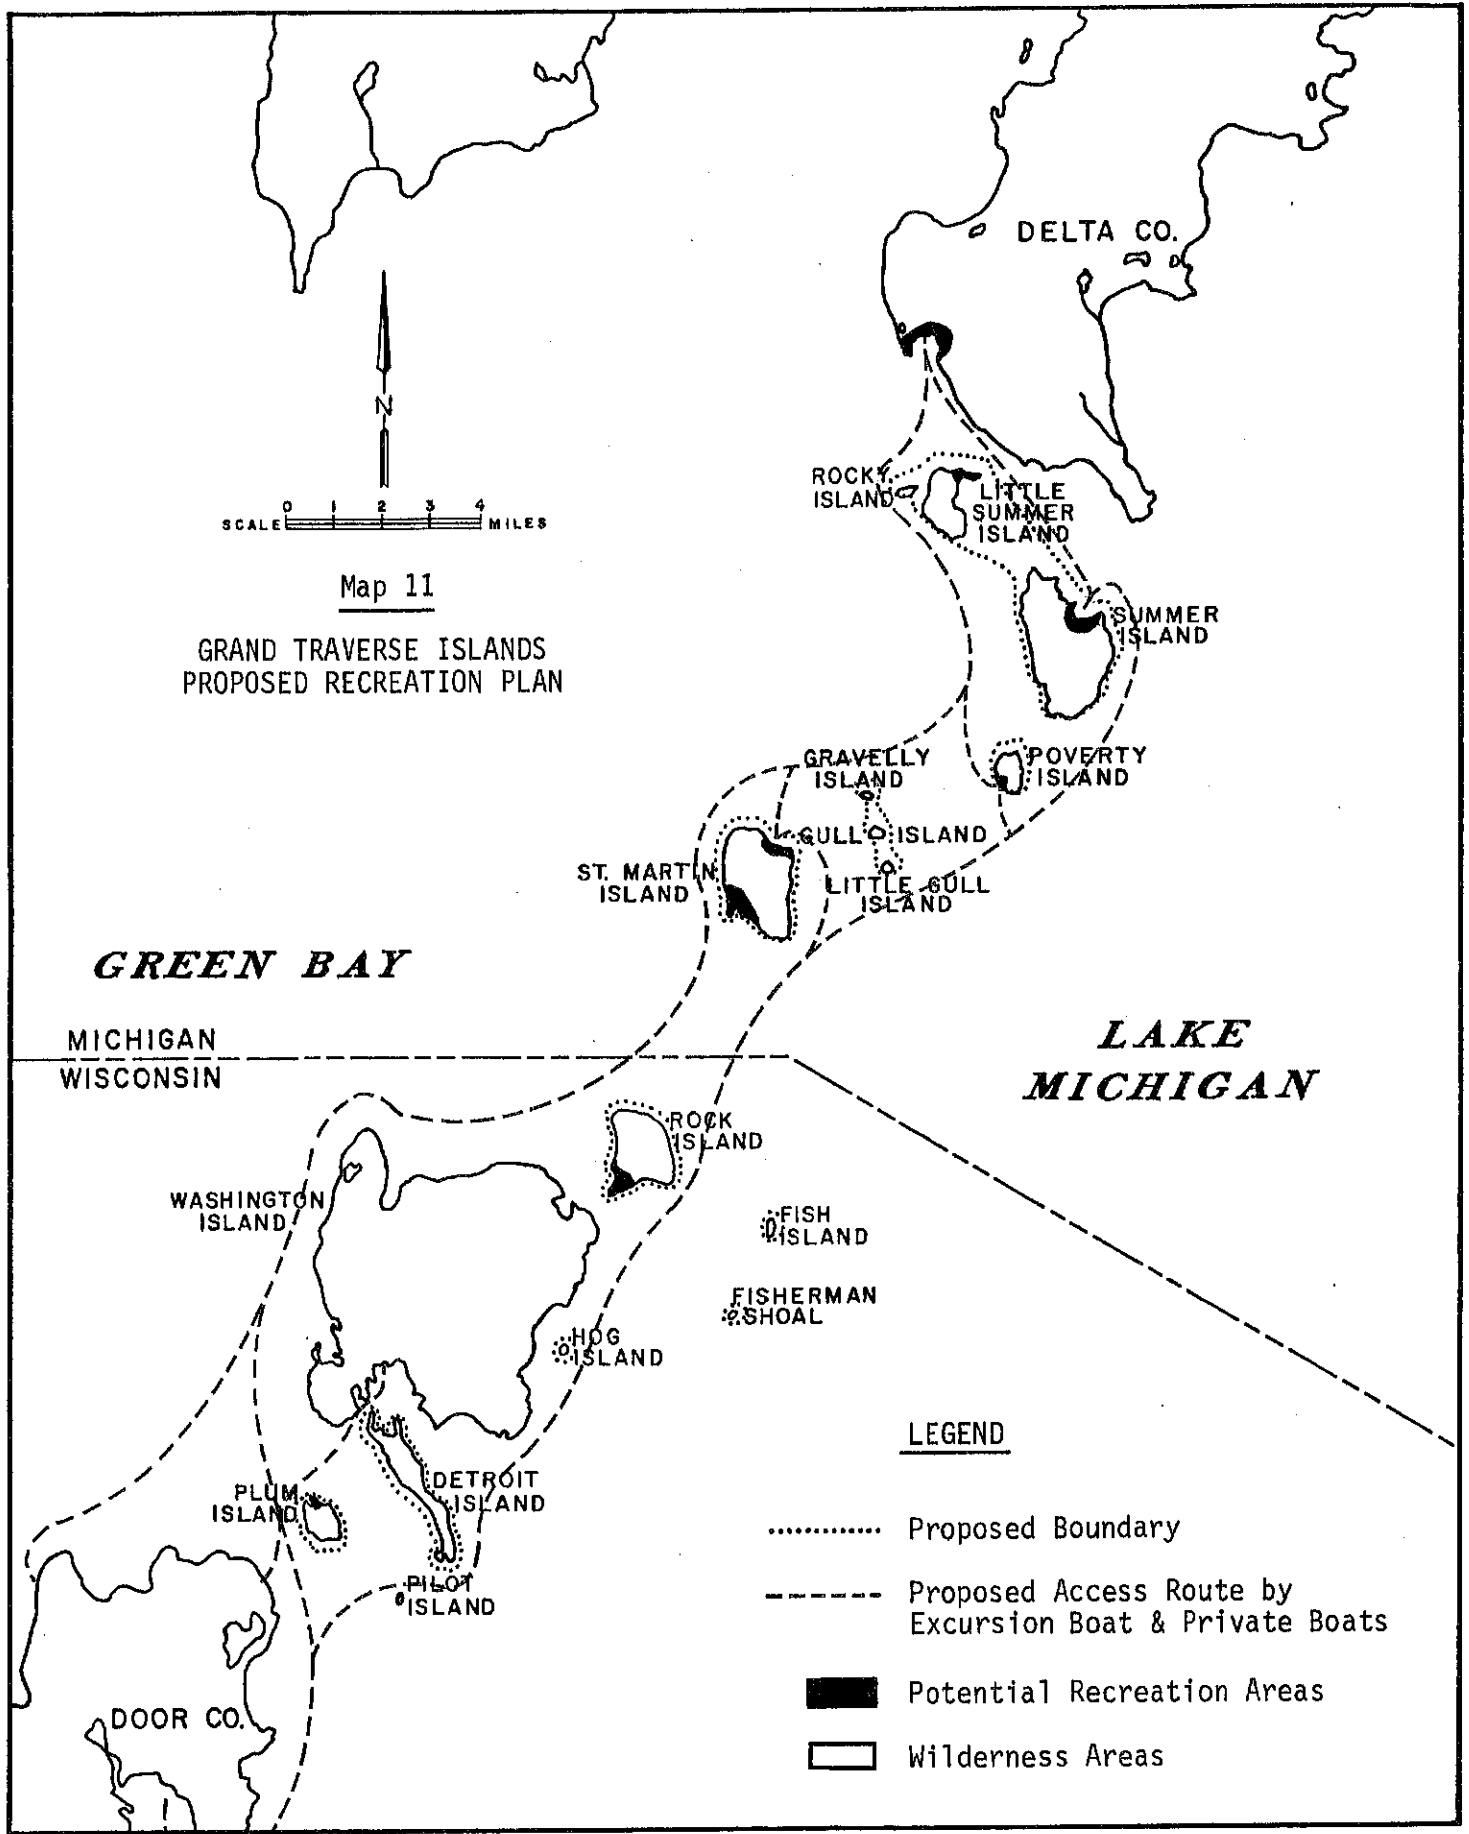 DELTA CO.
N
0 1 2 3 4
SCALE MILES
Map 11
GRAND TRAVERSE ISLANDS
PROPOSED RECREATION PLAN
ROCKY
ISLAND
LITTLE
SUMMER
ISLAND
SUMMER
ISLAND
GRAVELLY
ISLAND
POVERTY
ISLAND
GULL ISLAND
ST. MARTIN
ISLAND
LITTLE GULL
ISLAND
GREEN BAY
MICHIGAN
WISCONSIN
LAKE
MICHIGAN
ROCK
ISLAND
WASHINGTON
ISLAND
FISH
ISLAND
FISHERMAN
SHOAL
HOG
ISLAND
DETROIT
ISLAND
PLUM
ISLAND
PILOT
ISLAND
DOOR CO.
LEGEND
Proposed Boundary
Proposed Access Route by
Excursion Boat & Private Boats
Potential Recreation Areas
Wilderness Areas